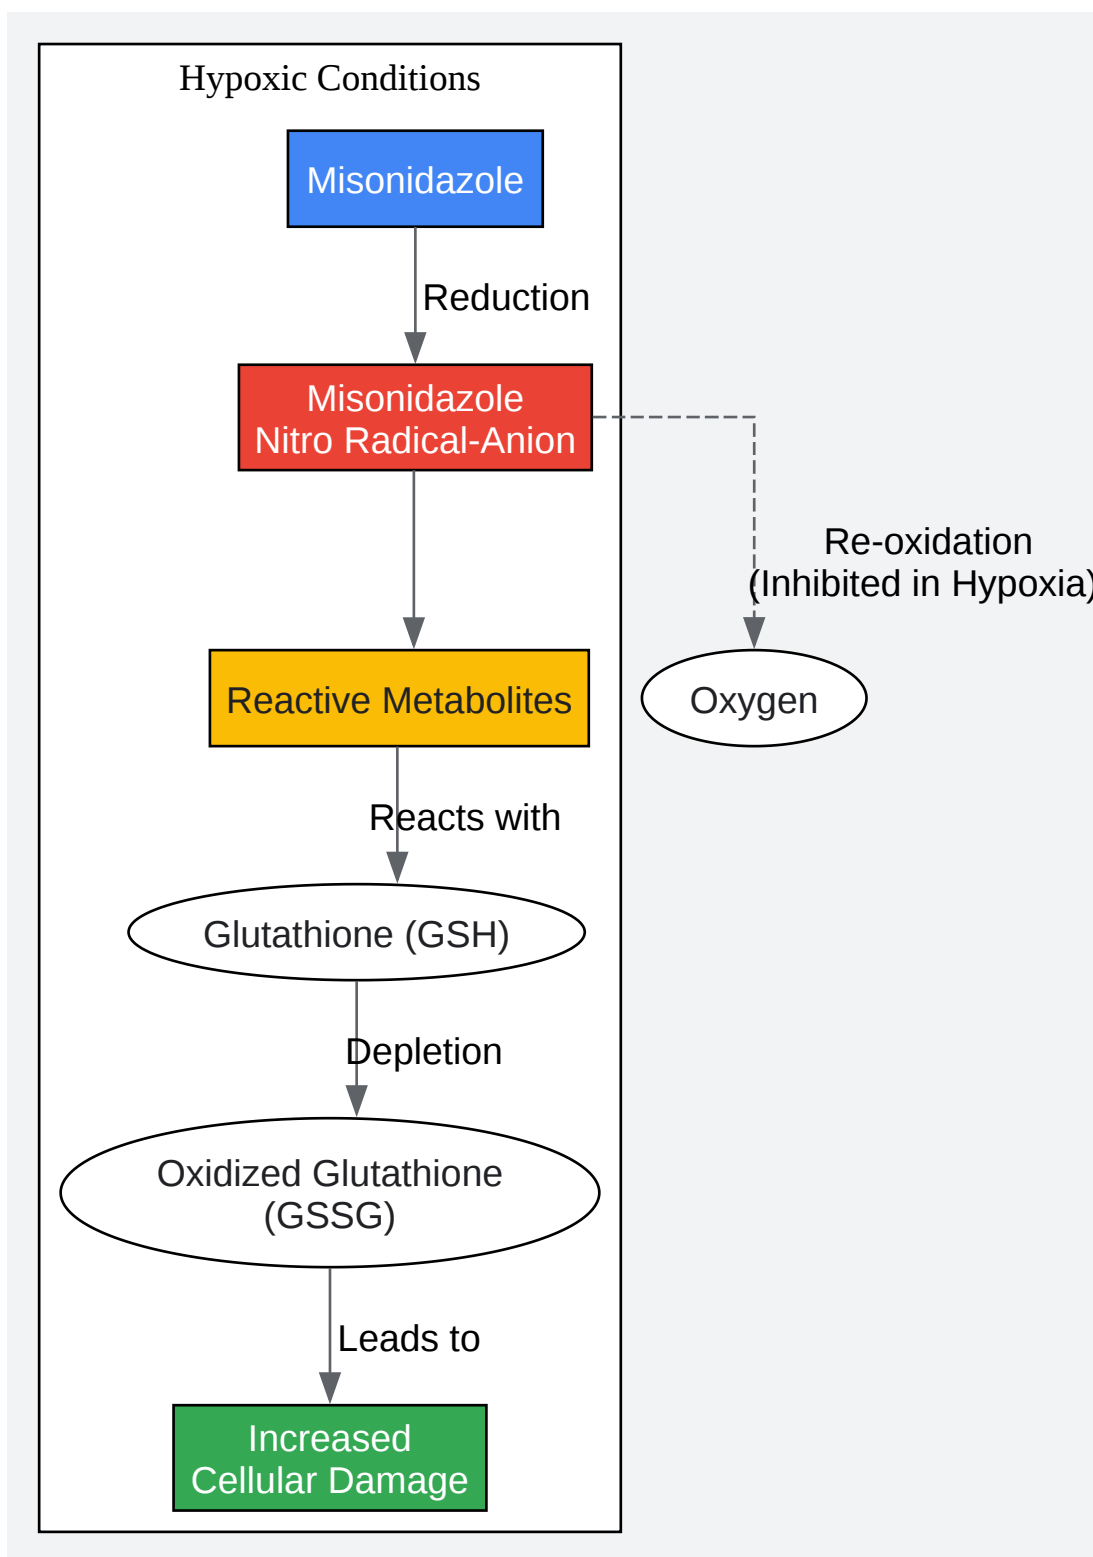 Hypoxic Conditions
Misonidazole
Reduction
Misonidazole
Nitro Radical-Anion
Re-oxidation
(Inhibited in Hypoxia)
Reactive Metabolites
Oxygen
Reacts with
Glutathione (GSH)
Depletion
Oxidized Glutathione
(GSSG)
Leads to
Increased
Cellular Damage